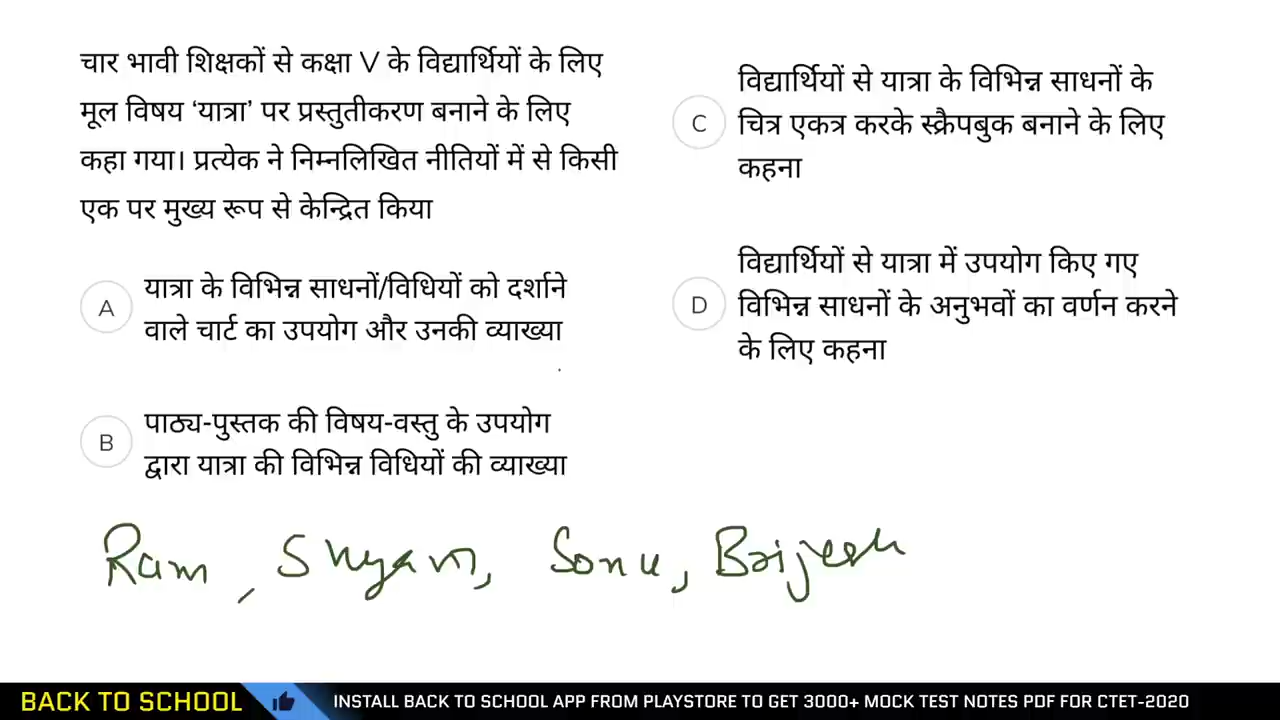 चार भावी शिक्षकों से कक्षा V के विद्यार्थियों के लिए
मूल विषय ‘यात्रा’ पर प्रस्तुतीकरण बनाने के लिए
कहा गया। प्रत्येक ने निम्नलिखित नीतियों में से किसी
एक पर मुख्य रूप से केन्द्रित किया
A
यात्रा के विभिन्न साधनों/विधियों को दर्शाने
वाले चार्ट का उपयोग और उनकी व्याख्या
B
पाठ्य-पुस्तक की विषय-वस्तु के उपयोग
द्वारा यात्रा की विभिन्न विधियों की व्याख्या
C
विद्यार्थियों से यात्रा के विभिन्न साधनों के
चित्र एकत्र करके स्क्रैपबुक बनाने के लिए
कहना
D
विद्यार्थियों से यात्रा में उपयोग किए गए
विभिन्न साधनों के अनुभवों का वर्णन करने
के लिए कहना
Ram, Shyam, Sonu, Brijesh
BACK TO SCHOOL INSTALL BACK TO SCHOOL APP FROM PLAYSTORE TO GET 3000+ MOCK TEST NOTES PDF FOR CTET-2020